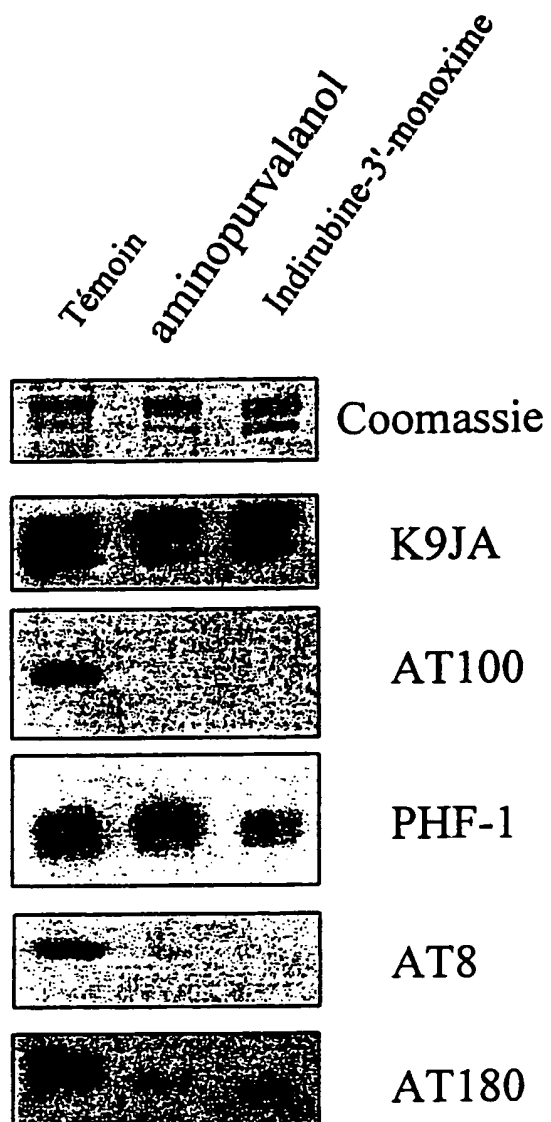 Témoin
aminopurvalanol
Indirubine-3'-monoxime
Coomassie
K9JA
AT100
PHF-1
AT8
AT180